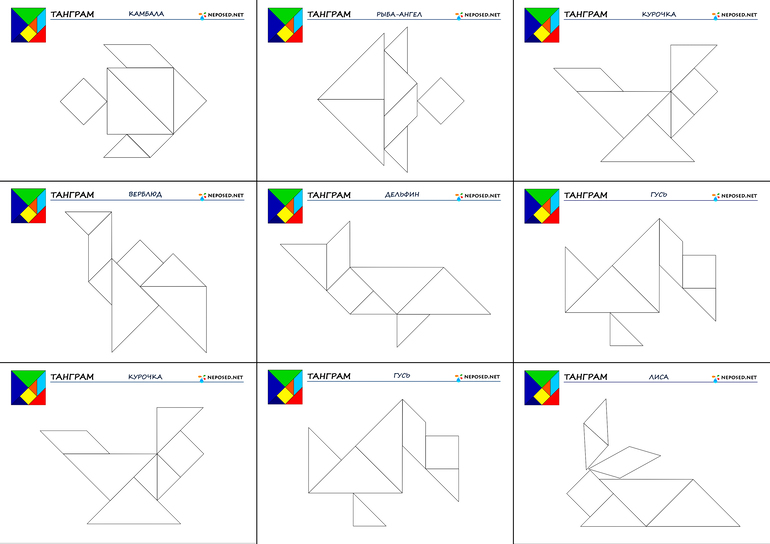 ТАНГРАМ КАМБАЛА NEPOSED.NET
ТАНГРАМ РЫБА-АНГЕЛ NEPOSED.NET
ТАНГРАМ КУРОЧКА NEPOSED.NET
ТАНГРАМ ВЕРБЛЮД NEPOSED.NET
ТАНГРАМ ДЕЛЬФИН NEPOSED.NET
ТАНГРАМ ГУСЬ NEPOSED.NET
ТАНГРАМ КУРОЧКА NEPOSED.NET
ТАНГРАМ ГУСЬ NEPOSED.NET
ТАНГРАМ ЛИСА NEPOSED.NET